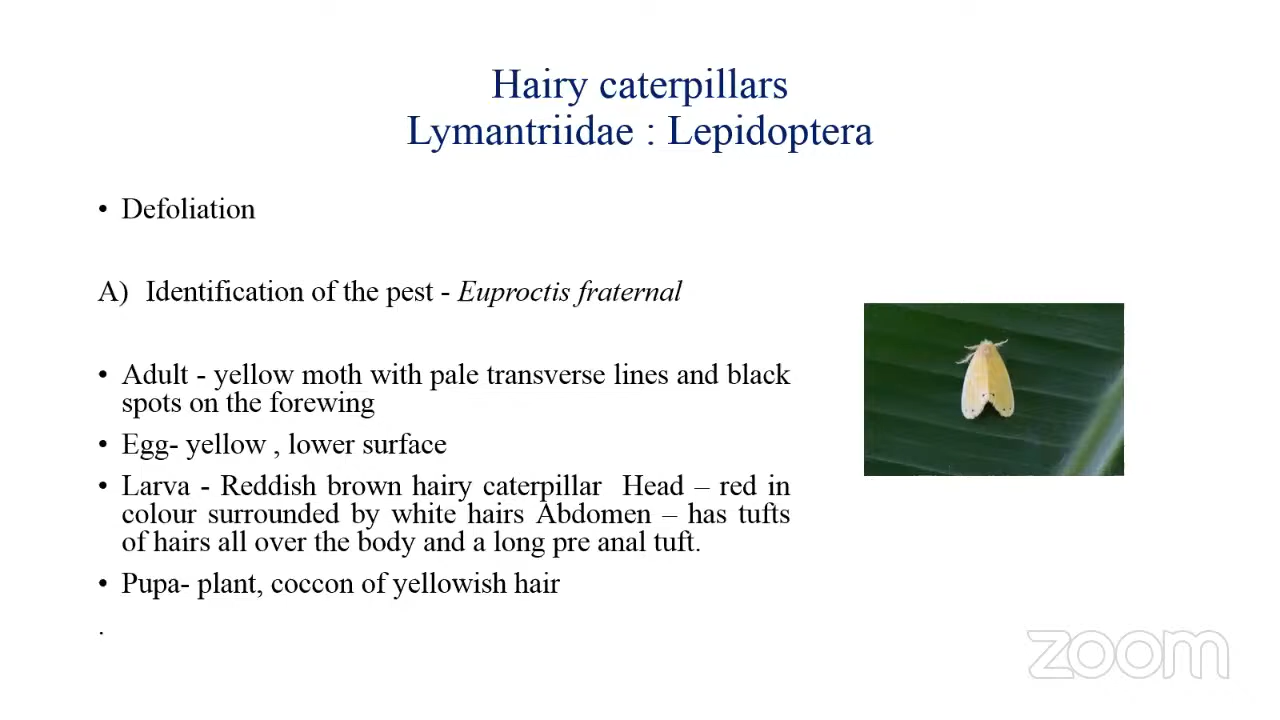 Hairy caterpillars
Lymantriidae : Lepidoptera
• Defoliation
A) Identification of the pest - Euproctis fraternal
• Adult - yellow moth with pale transverse lines and black
spots on the forewing
• Egg- yellow , lower surface
• Larva - Reddish brown hairy caterpillar Head – red in
colour surrounded by white hairs Abdomen – has tufts
of hairs all over the body and a long pre anal tuft.
• Pupa- plant, coccon of yellowish hair
.
zoom